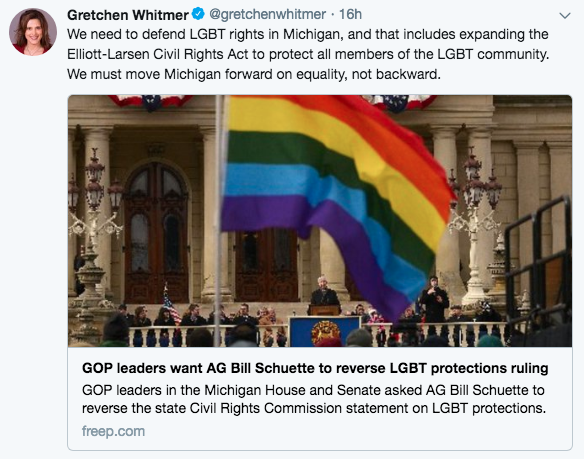 Gretchen Whitmer @gretchenwhitmer · 16h
We need to defend LGBT rights in Michigan, and that includes expanding the
Elliott-Larsen Civil Rights Act to protect all members of the LGBT community.
We must move Michigan forward on equality, not backward.
GOP leaders want AG Bill Schuette to reverse LGBT protections ruling
GOP leaders in the Michigan House and Senate asked AG Bill Schuette to
reverse the state Civil Rights Commission statement on LGBT protections.
freep.com